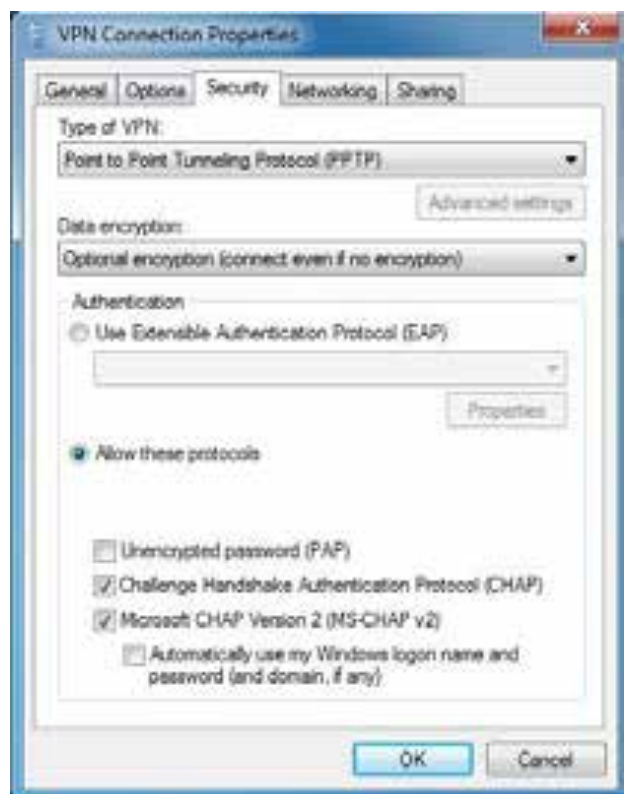 VPN Connection Properties
General Options Security Networking Sharing
Type of VPN:
Point to Point Tunneling Protocol (PPTP)
Advanced settings
Data encryption:
Optional encryption (connect even if no encryption)
Authentication
Use Extensible Authentication Protocol (EAP)
Properties
Allow these protocols
Unencrypted password (PAP)
Challenge Handshake Authentication Protocol (CHAP)
Microsoft CHAP Version 2 (MS-CHAP v2)
Automatically use my Windows logon name and
password (and domain, if any)
OK Cancel